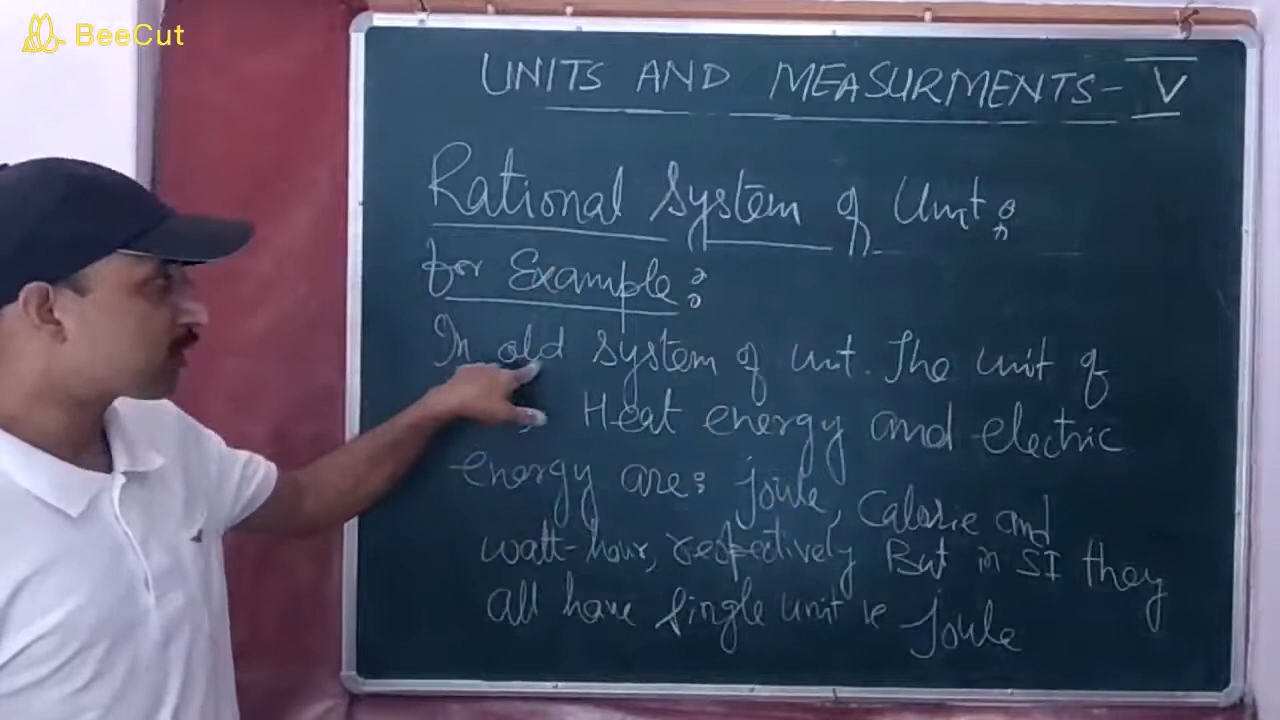 BeeCut
UNITS AND MEASURMENTS - V
Rational System of Unit :
for Example :
In old System of unit. The unit of
Heat energy and electric
energy are: joule, Calorie and
watt-hour, respectively But in SI they
all have single unit ie Joule